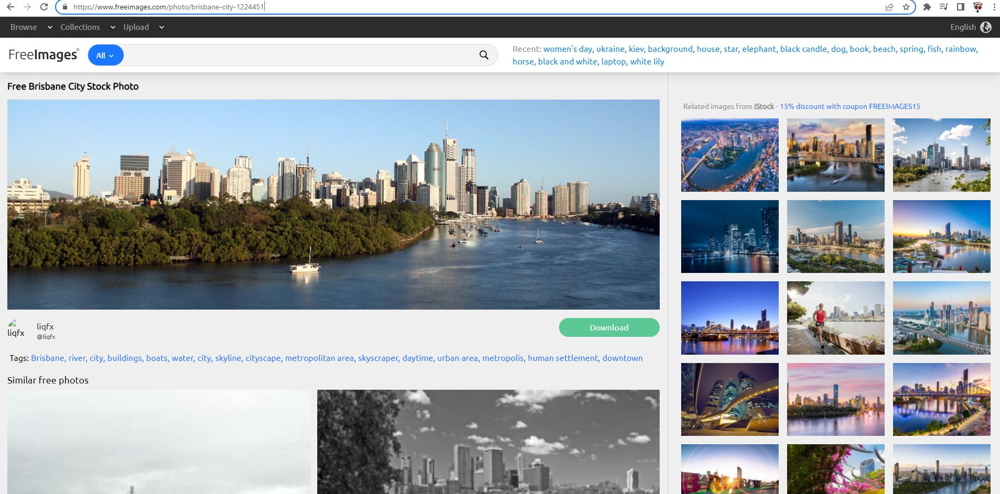 https://www.freeimages.com/photo/brisbane-city-1224451
Browse Collections Upload English
FreeImages® All
Recent: women's day, ukraine, kiev, background, house, star, elephant, black candle, dog, book, beach, spring, fish, rainbow,
horse, black and white, laptop, white lily
Free Brisbane City Stock Photo
Related images from iStock - 15% discount with coupon FREEIMAGES15
liqfx
liqfx
@liqfx
Download
Tags: Brisbane, river, city, buildings, boats, water, city, skyline, cityscape, metropolitan area, skyscraper, daytime, urban area, metropolis, human settlement, downtown
Similar free photos